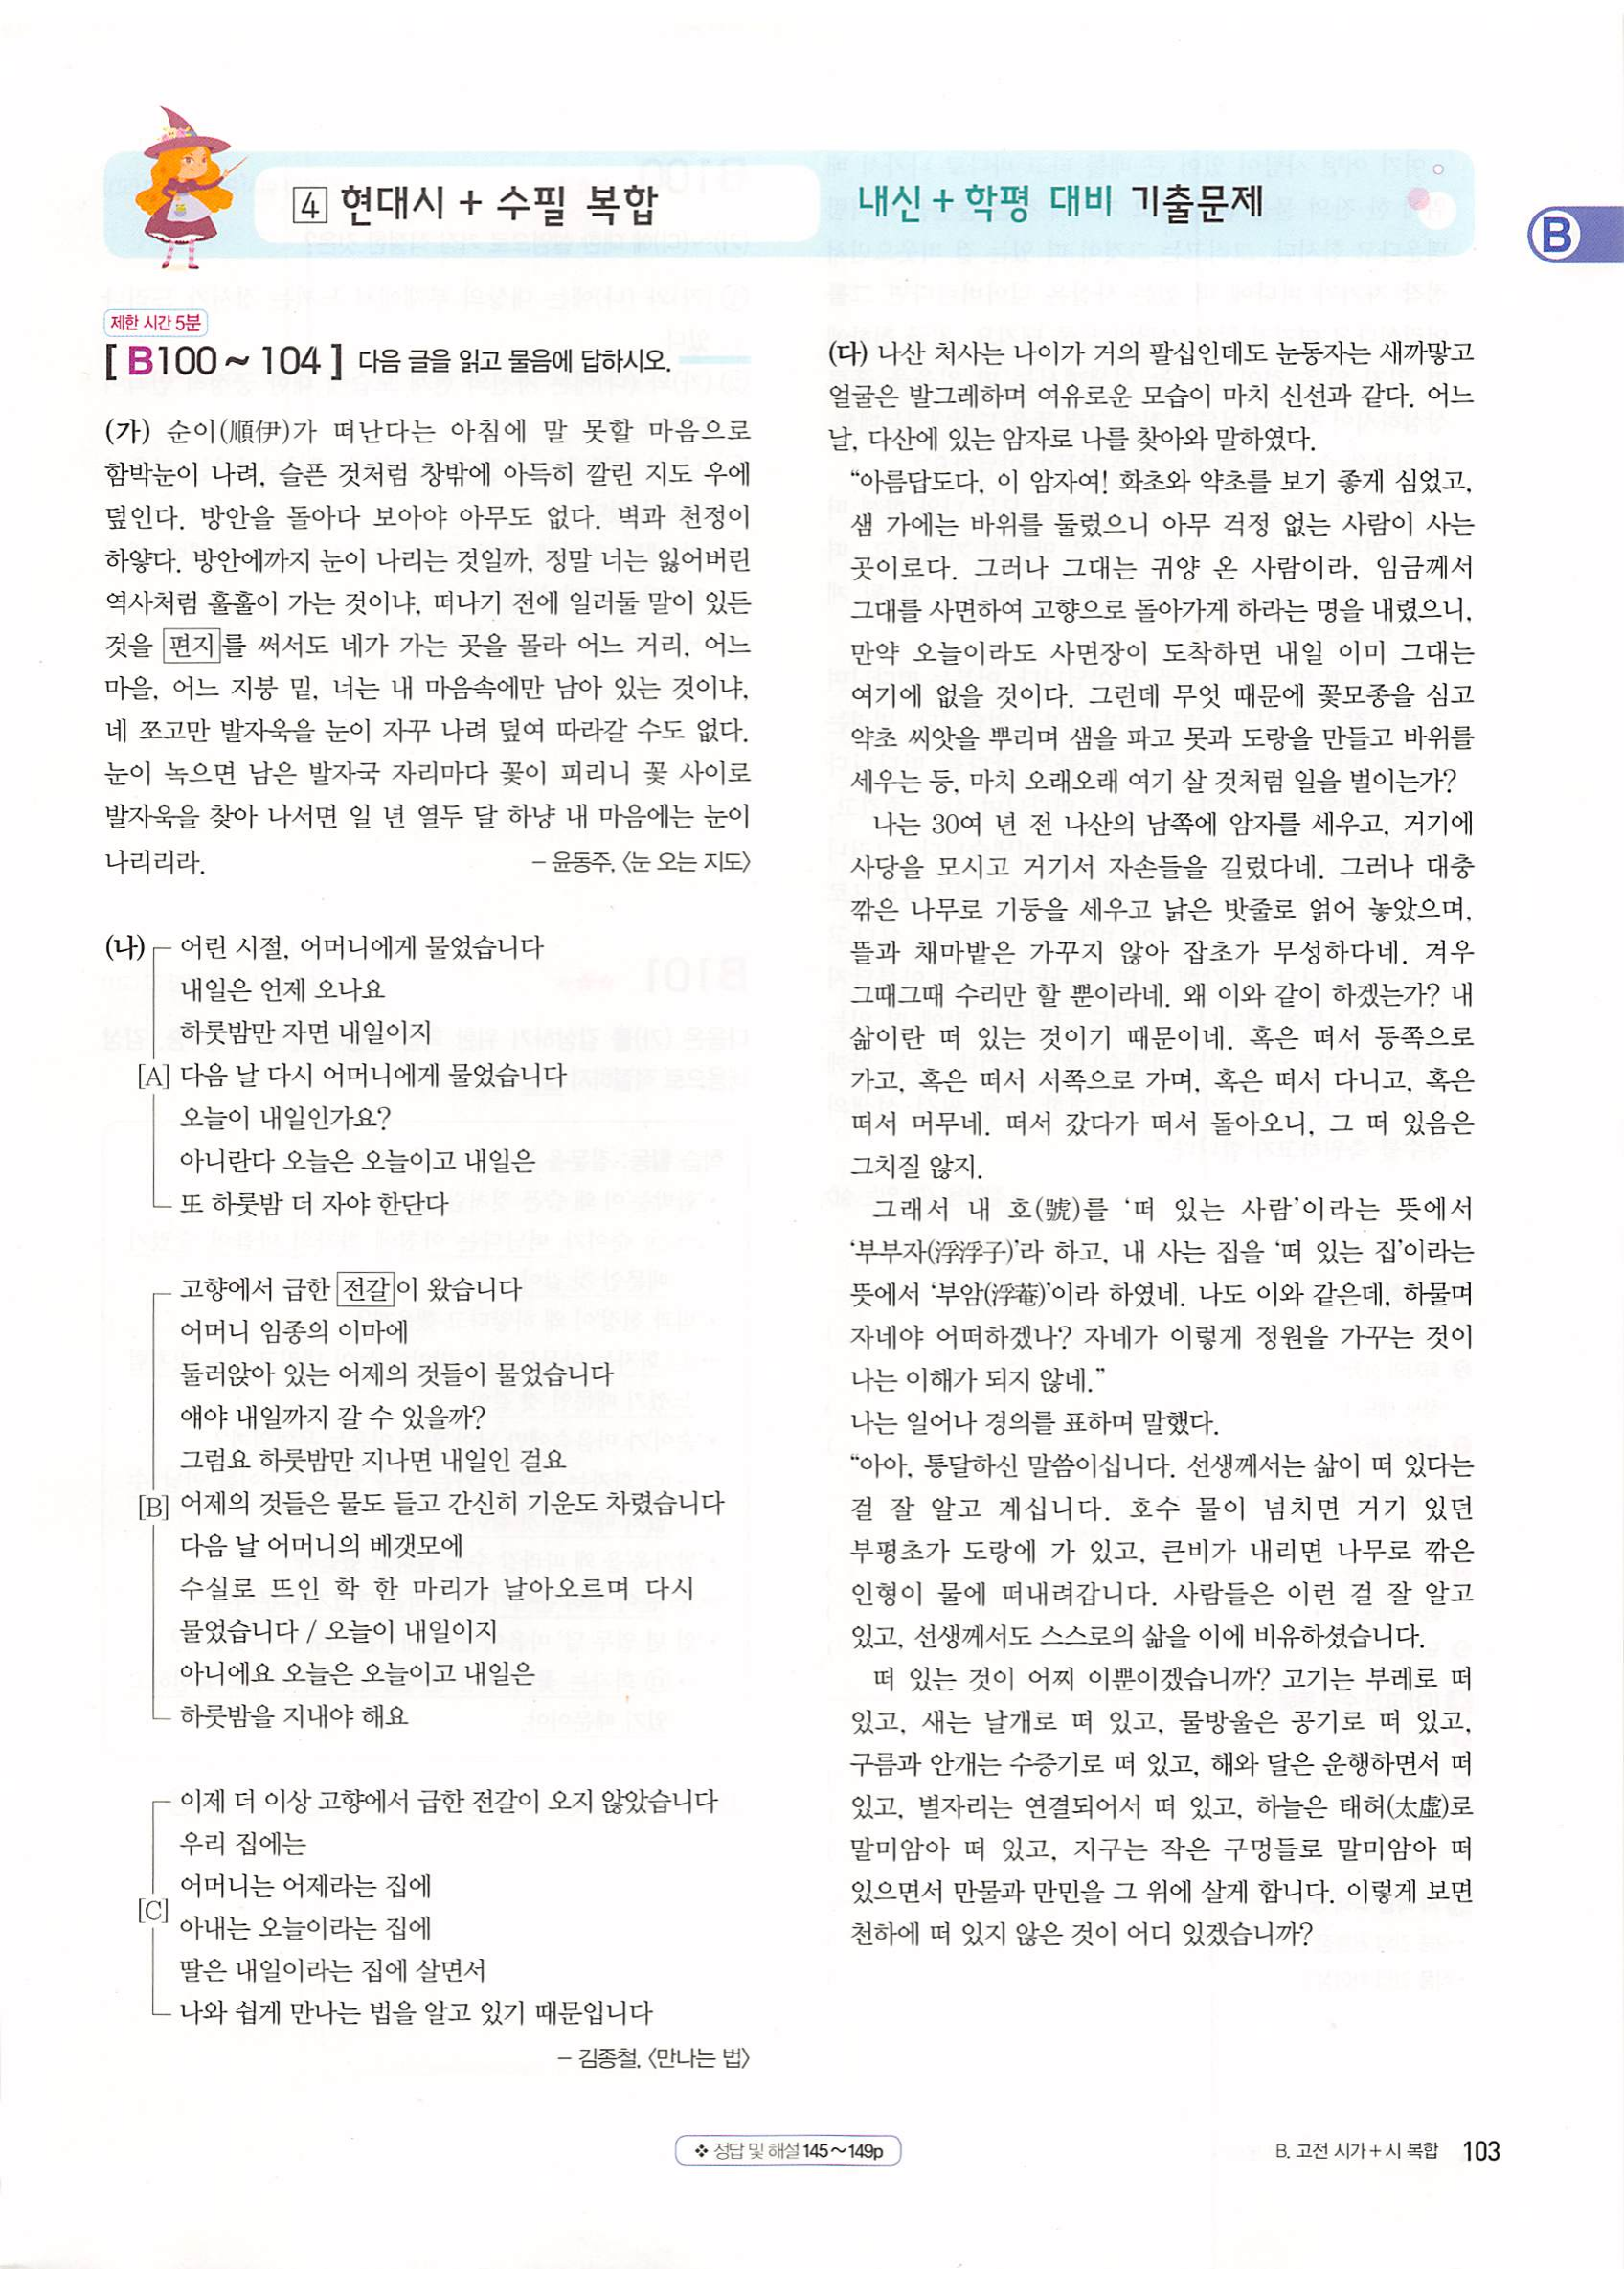 4 현대시 + 수필 복합
내신 + 학평 대비 기출문제
B
제한 시간 5분
[ B100 ~ 104 ] 다음 글을 읽고 물음에 답하시오.
(가) 순이(順伊)가 떠난다는 아침에 말 못할 마음으로
함박눈이 나려, 슬픈 것처럼 창밖에 아득히 깔린 지도 우에
덮인다. 방안을 돌아다 보아야 아무도 없다. 벽과 천정이
하얗다. 방안에까지 눈이 나리는 것일까, 정말 너는 잃어버린
역사처럼 훌훌이 가는 것이냐, 떠나기 전에 일러둘 말이 있든
것을 편지를 써서도 네가 가는 곳을 몰라 어느 거리, 어느
마을, 어느 지붕 밑, 너는 내 마음속에만 남아 있는 것이냐,
네 쪼고만 발자욱을 눈이 자꾸 나려 덮여 따라갈 수도 없다.
눈이 녹으면 남은 발자국 자리마다 꽃이 피리니 꽃 사이로
발자욱을 찾아 나서면 일 년 열두 달 하냥 내 마음에는 눈이
나리리라.
– 윤동주, 〈눈 오는 지도〉
(나)
어린 시절, 어머니에게 물었습니다
내일은 언제 오나요
하룻밤만 자면 내일이지
[A] 다음 날 다시 어머니에게 물었습니다
오늘이 내일인가요?
아니란다 오늘은 오늘이고 내일은
또 하룻밤 더 자야 한단다
고향에서 급한 전갈이 왔습니다
어머니 임종의 이마에
둘러앉아 있는 어제의 것들이 물었습니다
얘야 내일까지 갈 수 있을까?
그럼요 하룻밤만 지나면 내일인 걸요
[B] 어제의 것들은 물도 들고 간신히 기운도 차렸습니다
다음 날 어머니의 베갯모에
수실로 뜨인 학 한 마리가 날아오르며 다시
물었습니다 / 오늘이 내일이지
아니에요 오늘은 오늘이고 내일은
하룻밤을 지내야 해요
이제 더 이상 고향에서 급한 전갈이 오지 않았습니다
우리 집에는
어머니는 어제라는 집에
[C] 아내는 오늘이라는 집에
딸은 내일이라는 집에 살면서
나와 쉽게 만나는 법을 알고 있기 때문입니다
– 김종철, 〈만나는 법〉
(다) 나산 처사는 나이가 거의 팔십인데도 눈동자는 새까맣고
얼굴은 발그레하며 여유로운 모습이 마치 신선과 같다. 어느
날, 다산에 있는 암자로 나를 찾아와 말하였다.
“아름답도다, 이 암자여! 화초와 약초를 보기 좋게 심었고,
샘 가에는 바위를 둘렀으니 아무 걱정 없는 사람이 사는
곳이로다. 그러나 그대는 귀양 온 사람이라, 임금께서
그대를 사면하여 고향으로 돌아가게 하라는 명을 내렸으니,
만약 오늘이라도 사면장이 도착하면 내일 이미 그대는
여기에 없을 것이다. 그런데 무엇 때문에 꽃모종을 심고
약초 씨앗을 뿌리며 샘을 파고 못과 도랑을 만들고 바위를
세우는 등, 마치 오래오래 여기 살 것처럼 일을 벌이는가?
나는 30여 년 전 나산의 남쪽에 암자를 세우고, 거기에
사당을 모시고 거기서 자손들을 길렀다네. 그러나 대충
깎은 나무로 기둥을 세우고 낡은 밧줄로 얽어 놓았으며,
뜰과 채마밭은 가꾸지 않아 잡초가 무성하다네. 겨우
그때그때 수리만 할 뿐이라네. 왜 이와 같이 하겠는가? 내
삶이란 떠 있는 것이기 때문이네. 혹은 떠서 동쪽으로
가고, 혹은 떠서 서쪽으로 가며, 혹은 떠서 다니고, 혹은
떠서 머무네. 떠서 갔다가 떠서 돌아오니, 그 떠 있음은
그치질 않지.
그래서 내 호(號)를 ‘떠 있는 사람’이라는 뜻에서
‘부부자(浮浮子)’라 하고, 내 사는 집을 ‘떠 있는 집’이라는
뜻에서 ‘부암(浮菴)’이라 하였네. 나도 이와 같은데, 하물며
자네야 어떠하겠나? 자네가 이렇게 정원을 가꾸는 것이
나는 이해가 되지 않네.”
나는 일어나 경의를 표하며 말했다.
“아아, 통달하신 말씀이십니다. 선생께서는 삶이 떠 있다는
걸 잘 알고 계십니다. 호수 물이 넘치면 거기 있던
부평초가 도랑에 가 있고, 큰비가 내리면 나무로 깎은
인형이 물에 떠내려갑니다. 사람들은 이런 걸 잘 알고
있고, 선생께서도 스스로의 삶을 이에 비유하셨습니다.
떠 있는 것이 어찌 이뿐이겠습니까? 고기는 부레로 떠
있고, 새는 날개로 떠 있고, 물방울은 공기로 떠 있고,
구름과 안개는 수증기로 떠 있고, 해와 달은 운행하면서 떠
있고, 별자리는 연결되어서 떠 있고, 하늘은 태허(太虛)로
말미암아 떠 있고, 지구는 작은 구멍들로 말미암아 떠
있으면서 만물과 만민을 그 위에 살게 합니다. 이렇게 보면
천하에 떠 있지 않은 것이 어디 있겠습니까?
❖ 정답 및 해설 145~149p
B. 고전 시가 + 시 복합 103